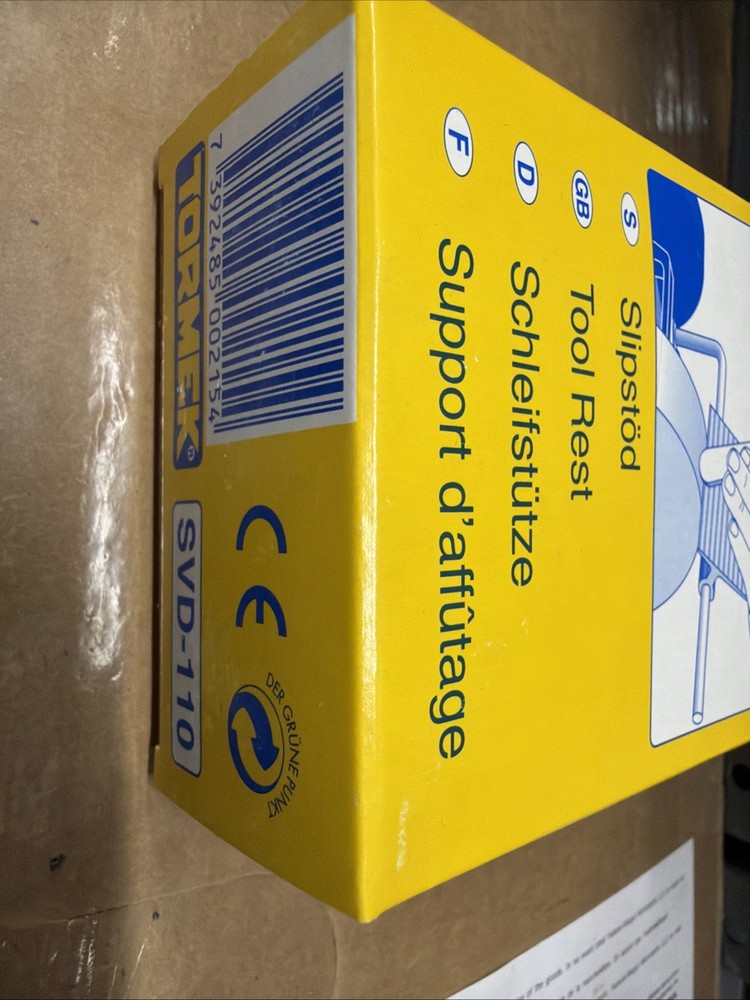 S Slipstöd
GB Tool Rest
D Schleifstütze
F Support d'affûtage
7 392485 002154
TORMEK®
SVD-110
CE
DER GRÜNE PUNKT